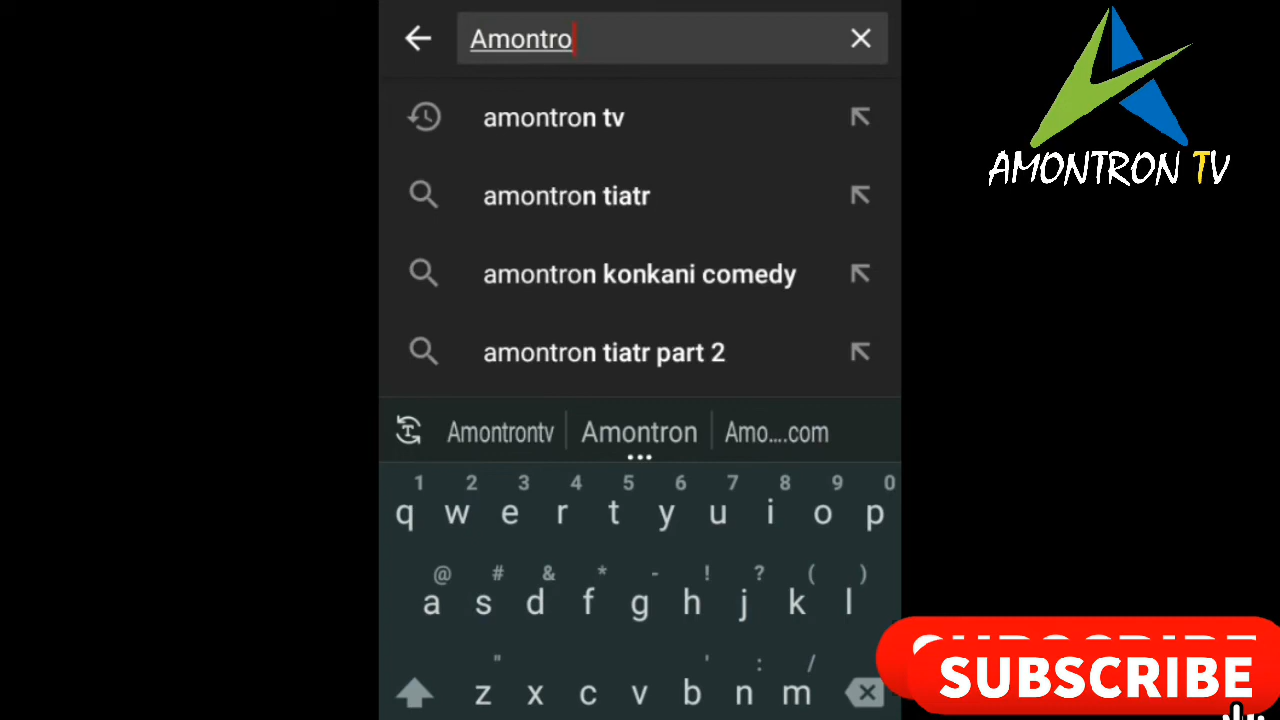 Amontro
AMONTRON TV
amontron tv
amontron tiatr
amontron konkani comedy
amontron tiatr part 2
Amontrontv Amontron Amo....com
1 2 3 4 5 6 7 8 9 0
q w e r t y u i o p
@ # & * - ! ? ( )
a s d f g h j k l
" ' : /
z x c v b n m
SUBSCRIBE
SUBSCRIBE